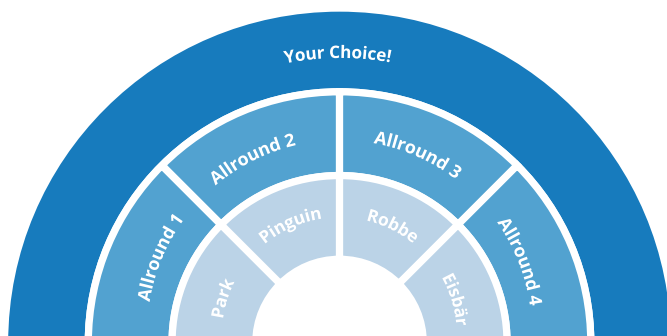 Your Choice!
Allround 1
Allround 2
Allround 3
Allround 4
Park
Pinguin
Robbe
Eisbär